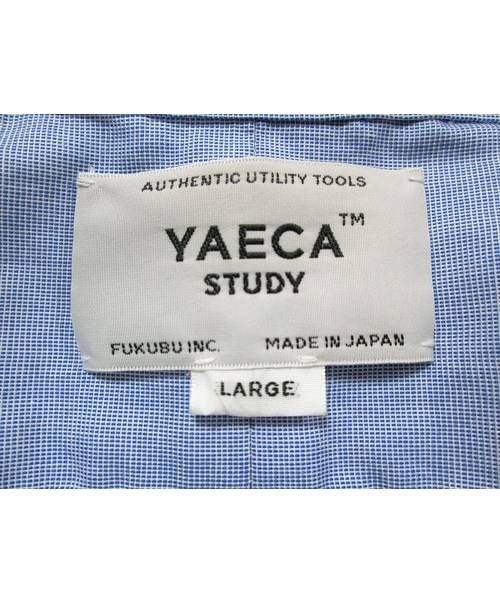 AUTHENTIC UTILITY TOOLS
YAECA™
STUDY
FUKUBU INC. MADE IN JAPAN
LARGE